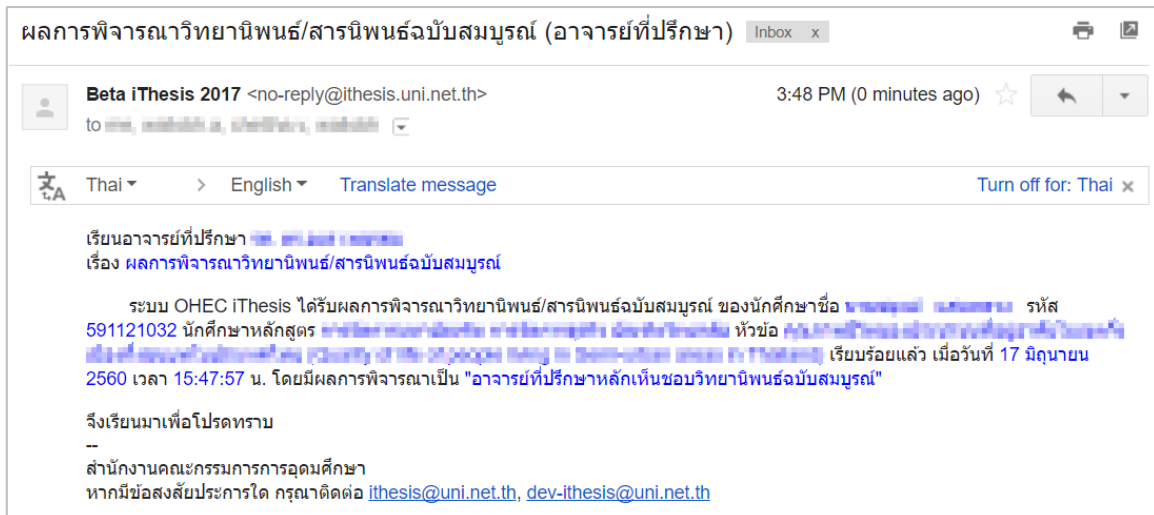 ผลการพิจารณาวิทยานิพนธ์/สารนิพนธ์ฉบับสมบูรณ์ (อาจารย์ที่ปรึกษา) Inbox x
Beta iThesis 2017 <no-reply@ithesis.uni.net.th> 3:48 PM (0 minutes ago)
to
Thai > English Translate message Turn off for: Thai x
เรียนอาจารย์ที่ปรึกษา
เรื่อง ผลการพิจารณาวิทยานิพนธ์/สารนิพนธ์ฉบับสมบูรณ์
ระบบ OHEC iThesis ได้รับผลการพิจารณาวิทยานิพนธ์/สารนิพนธ์ฉบับสมบูรณ์ ของนักศึกษาชื่อ รหัส
591121032 นักศึกษาหลักสูตร หัวข้อ
เรียบร้อยแล้ว เมื่อวันที่ 17 มิถุนายน
2560 เวลา 15:47:57 น. โดยมีผลการพิจารณาเป็น "อาจารย์ที่ปรึกษาหลักเห็นชอบวิทยานิพนธ์ฉบับสมบูรณ์"
จึงเรียนมาเพื่อโปรดทราบ
--
สำนักงานคณะกรรมการการอุดมศึกษา
หากมีข้อสงสัยประการใด กรุณาติดต่อ ithesis@uni.net.th, dev-ithesis@uni.net.th